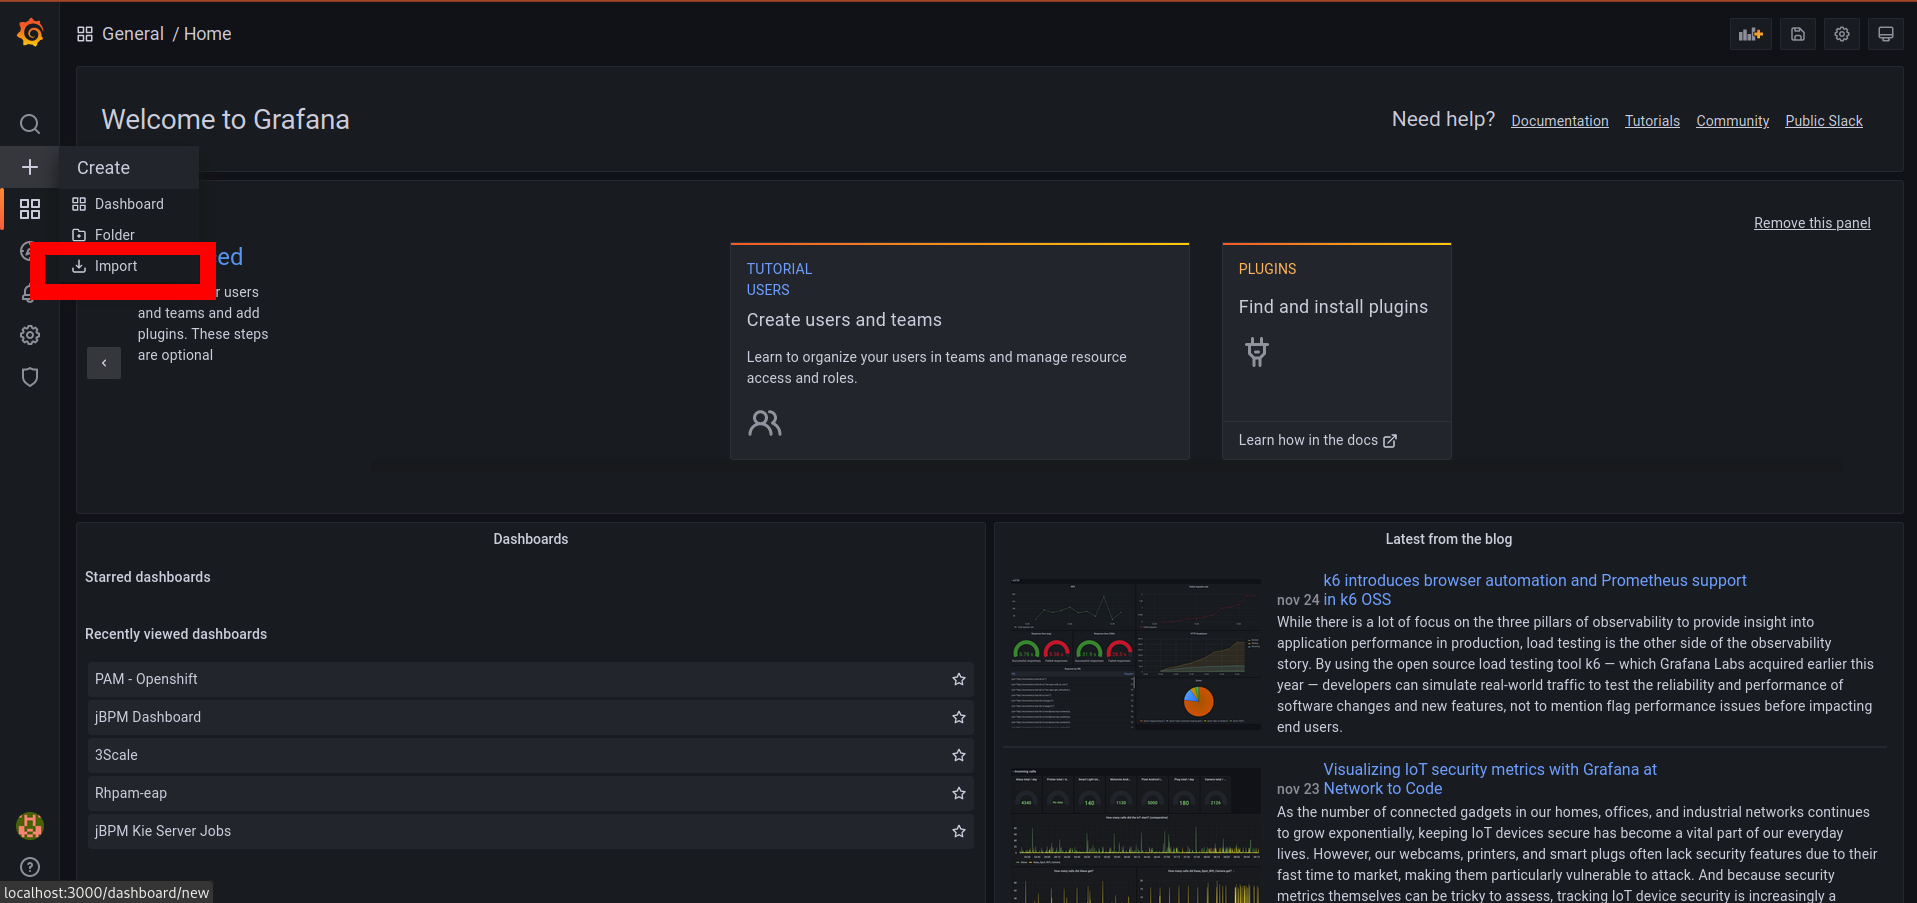 General / Home
Welcome to Grafana
Need help? Documentation Tutorials Community Public Slack
Create
Dashboard
Folder
Import
ed
r users
and teams and add
plugins. These steps
are optional
Remove this panel
TUTORIAL
USERS
Create users and teams
Learn to organize your users in teams and manage resource
access and roles.
PLUGINS
Find and install plugins
Learn how in the docs
Dashboards
Starred dashboards
Recently viewed dashboards
PAM - Openshift
jBPM Dashboard
3Scale
Rhpam-eap
jBPM Kie Server Jobs
Latest from the blog
k6 introduces browser automation and Prometheus support
nov 24 in k6 OSS
While there is a lot of focus on the three pillars of observability to provide insight into
application performance in production, load testing is the other side of the observability
story. By using the open source load testing tool k6 — which Grafana Labs acquired earlier this
year — developers can simulate real-world traffic to test the reliability and performance of
software changes and new features, not to mention flag performance issues before impacting
end users.
Visualizing IoT security metrics with Grafana at
nov 23 Network to Code
As the number of connected gadgets in our homes, offices, and industrial networks continues
to grow exponentially, keeping IoT devices secure has become a vital part of our everyday
lives. However, our webcams, printers, and smart plugs often lack security features due to their
fast time to market, making them particularly vulnerable to attack. And because security
metrics themselves can be tricky to assess, tracking IoT device security is increasingly a
localhost:3000/dashboard/new